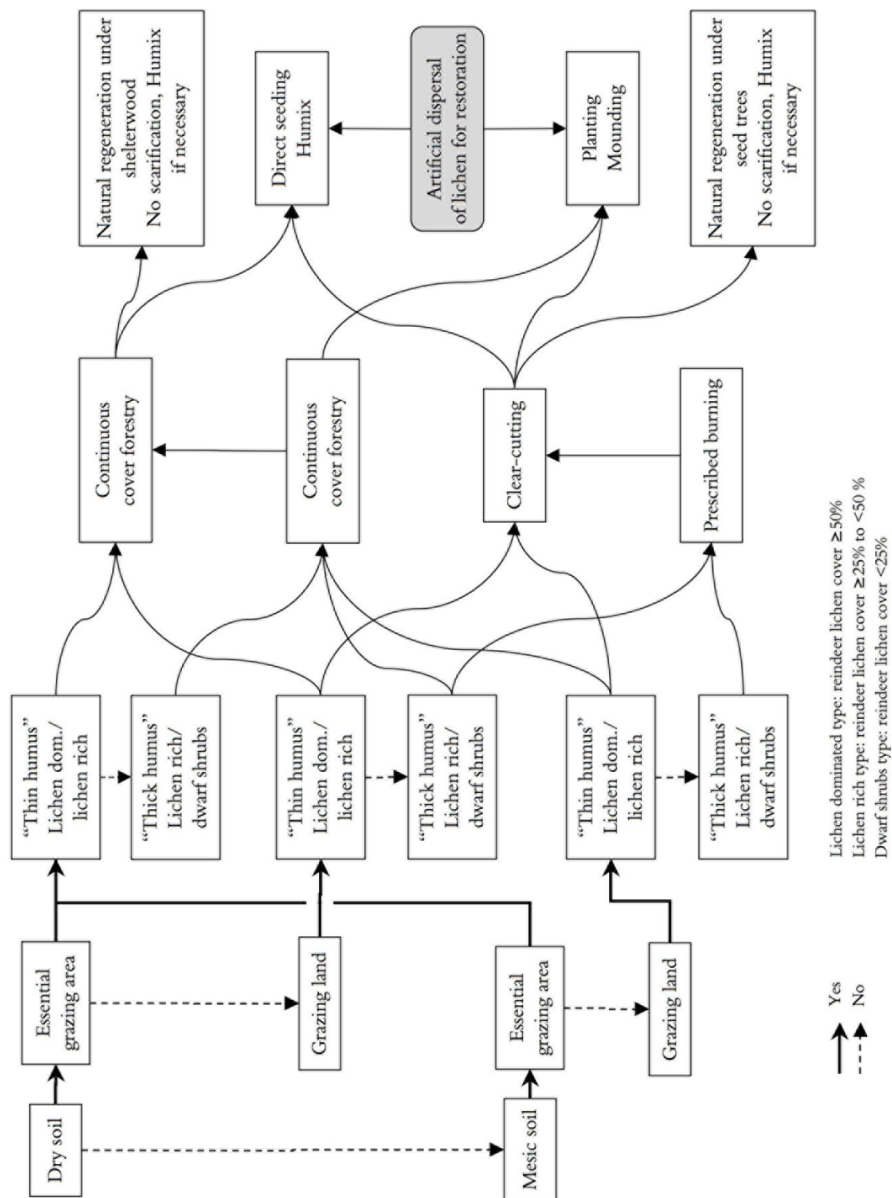 Dry soil
Mesic soil
Essential
grazing area
Grazing land
Essential
grazing area
Grazing land
“Thin humus”
Lichen dom./
lichen rich
“Thick humus”
Lichen rich/
dwarf shrubs
“Thin humus”
Lichen dom./
lichen rich
“Thick humus”
Lichen rich/
dwarf shrubs
“Thin humus”
Lichen dom./
lichen rich
“Thick humus”
Lichen rich/
dwarf shrubs
Continuous
cover forestry
Continuous
cover forestry
Clear-cutting
Prescribed burning
Natural regeneration under
shelterwood
No scarification, Humix
if necessary
Direct seeding
Humix
Artificial dispersal
of lichen for restoration
Planting
Mounding
Natural regeneration under
seed trees
No scarification, Humix
if necessary
Yes
No
Lichen dominated type: reindeer lichen cover ≥50%
Lichen rich type: reindeer lichen cover ≥25% to <50 %
Dwarf shrubs type: reindeer lichen cover <25%